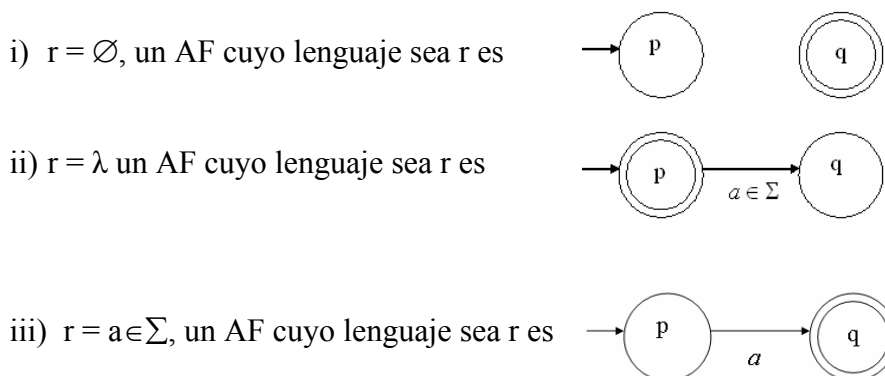 i) r = ∅, un AF cuyo lenguaje sea r es
p q
ii) r = λ un AF cuyo lenguaje sea r es
p q
a ∈ Σ
iii) r = a∈Σ, un AF cuyo lenguaje sea r es
p q
a